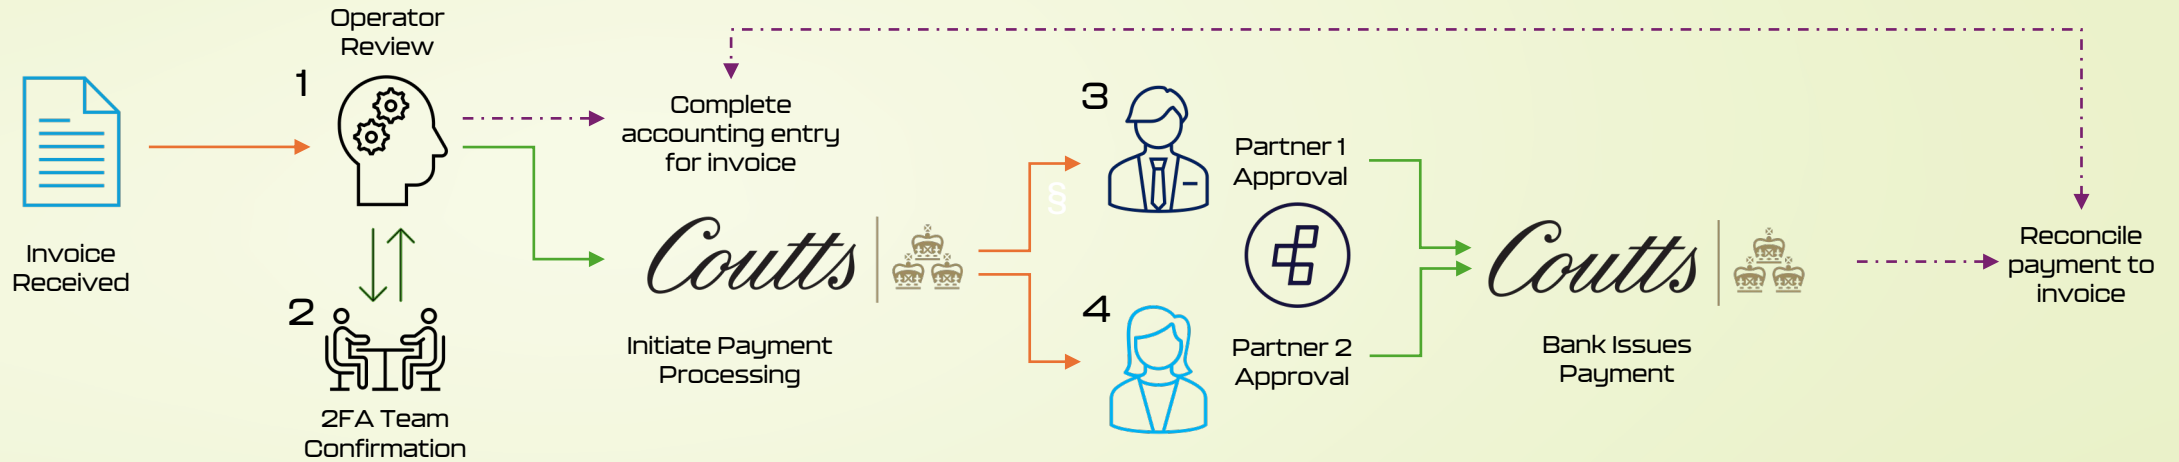 Invoice
Received
1
Operator
Review
2
2FA Team
Confirmation
Complete
accounting entry
for invoice
Coutts
Initiate Payment
Processing
§
3
Partner 1
Approval
4
Partner 2
Approval
Coutts
Bank Issues
Payment
Reconcile
payment to
invoice